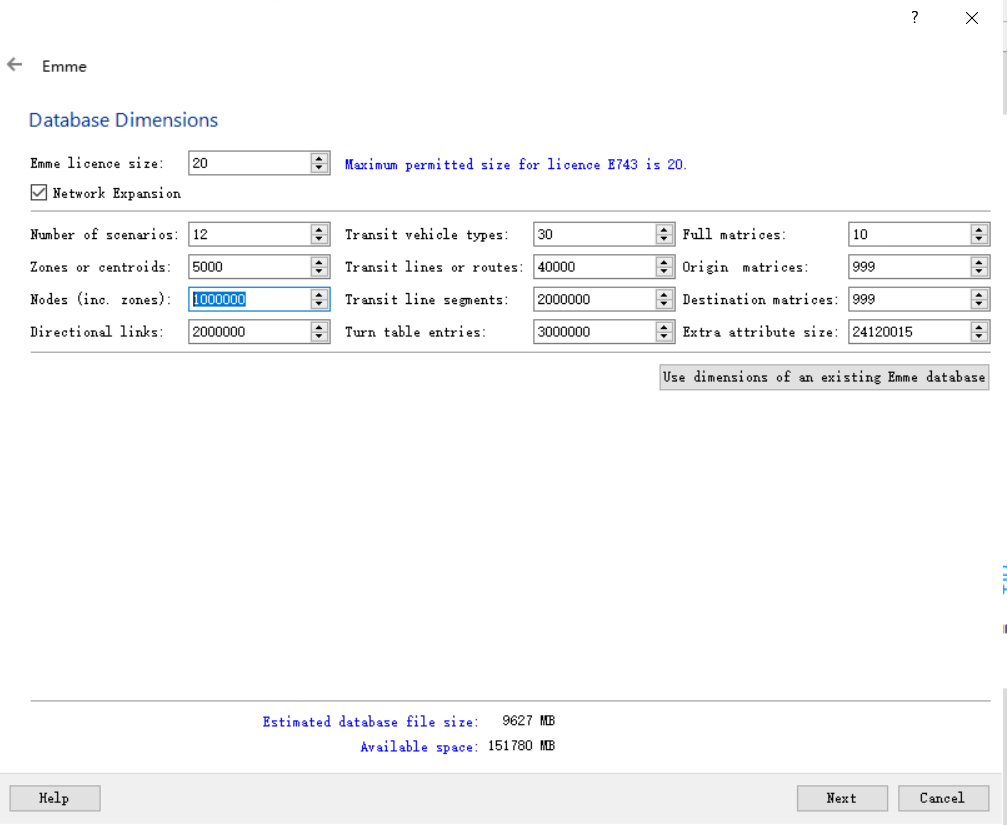 ?
Emme
Database Dimensions
Emme licence size: 20 Maximum permitted size for licence E743 is 20.
Network Expansion
Number of scenarios: 12 Transit vehicle types: 30 Full matrices: 10
Zones or centroids: 5000 Transit lines or routes: 40000 Origin matrices: 999
Nodes (inc. zones): 1000000 Transit line segments: 2000000 Destination matrices: 999
Directional links: 2000000 Turn table entries: 3000000 Extra attribute size: 24120015
Use dimensions of an existing Emme database
Estimated database file size: 9627 MB
Available space: 151780 MB
Help Next Cancel